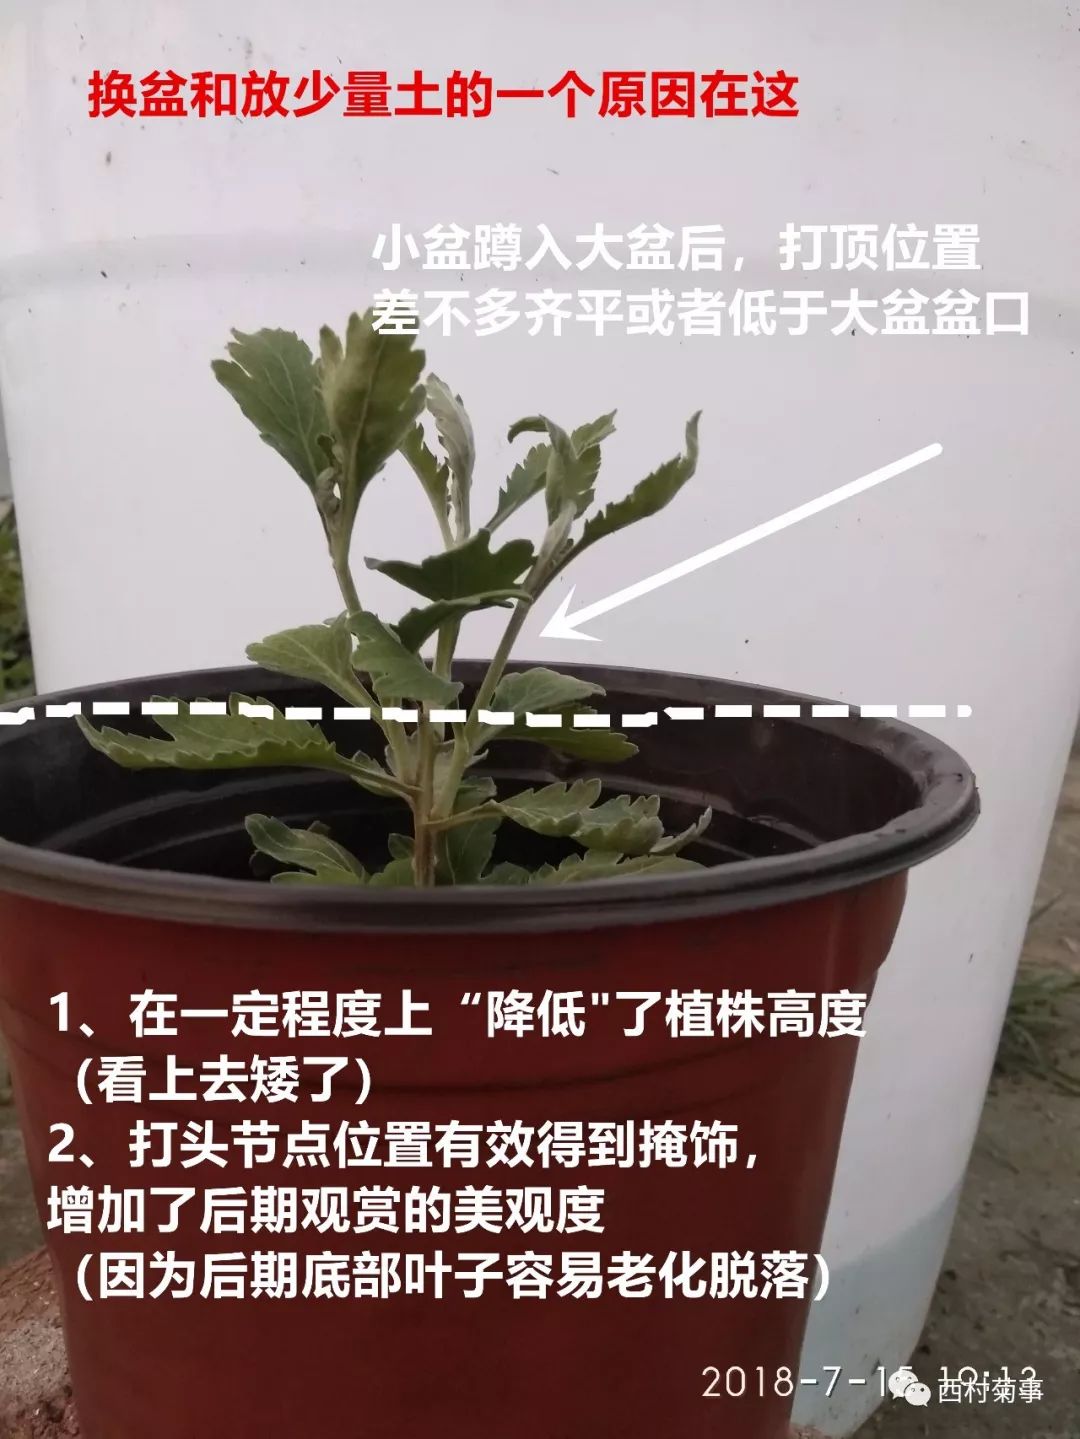 换盆和放少量土的一个原因在这
小盆蹲入大盆后，打顶位置
差不多齐平或者低于大盆盆口
1、在一定程度上“降低"了植株高度
（看上去矮了）
2、打头节点位置有效得到掩饰，
增加了后期观赏的美观度
（因为后期底部叶子容易老化脱落）
2018-7-15 19:13
西村菊事